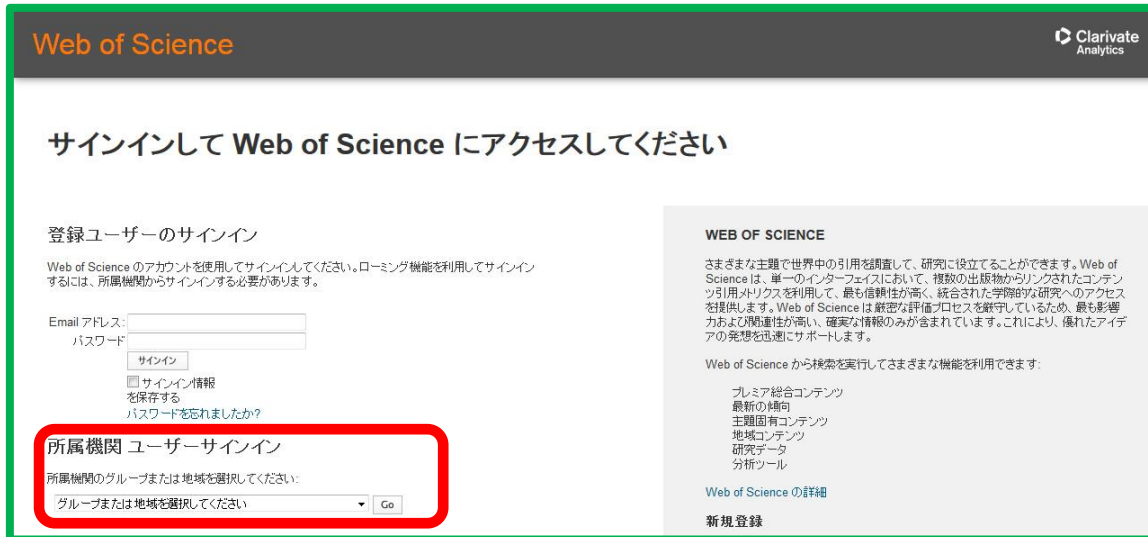 Web of Science
Clarivate
Analytics
サインインして Web of Science にアクセスしてください
登録ユーザーのサインイン
Web of Science のアカウントを使用してサインインしてください。ローミング機能を利用してサインイン
するには、所属機関からサインインする必要があります。
Email アドレス:
パスワード
サインイン
サインイン情報
を保存する
パスワードを忘れましたか?
所属機関 ユーザーサインイン
所属機関のグループまたは地域を選択してください:
グループまたは地域を選択してください
Go
WEB OF SCIENCE
さまざまな主題で世界中の引用を調査して、研究に役立てることができます。Web of
Science は、単一のインターフェイスにおいて、複数の出版物からリンクされたコンテン
ツ引用メトリクスを利用して、最も信頼性が高く、統合された学際的な研究へのアクセス
を提供します。Web of Science は厳密な評価プロセスを厳守しているため、最も影響
力および関連性が高い、確実な情報のみが含まれています。これにより、優れたアイデ
アの発想を迅速にサポートします。
Web of Science から検索を実行してさまざまな機能を利用できます:
プレミア総合コンテンツ
最新の傾向
主題固有コンテンツ
地域コンテンツ
研究データ
分析ツール
Web of Science の詳細
新規登録